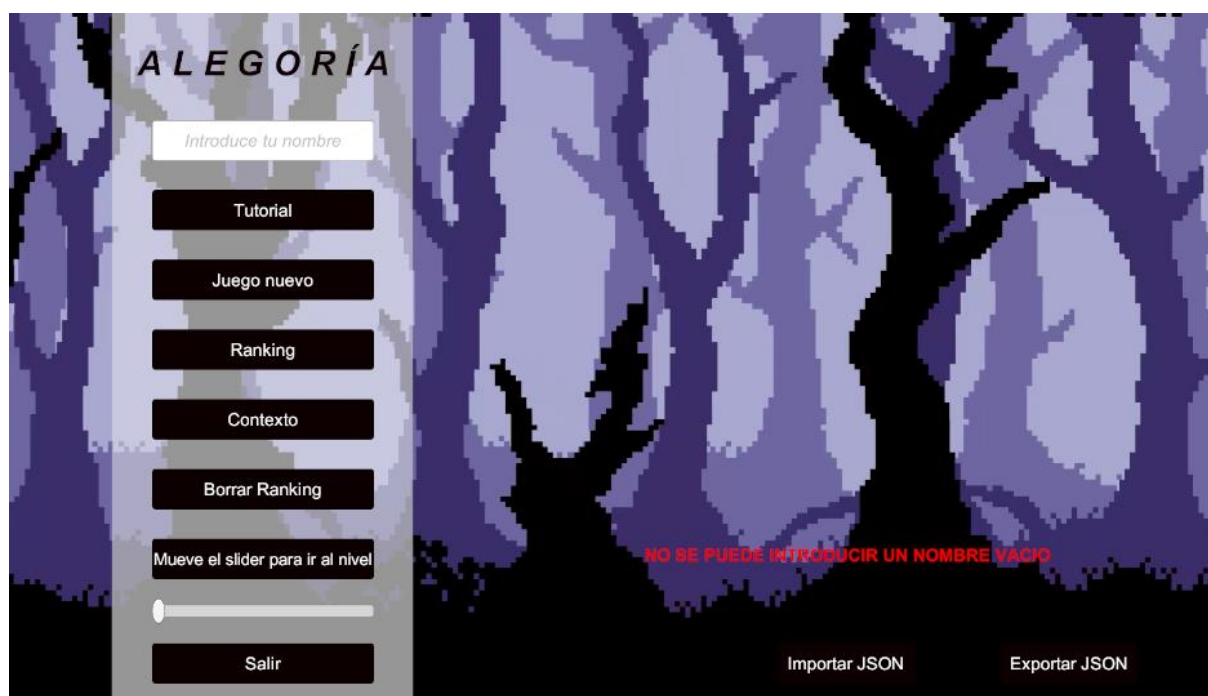 ALEGORÍA
Introduce tu nombre
Tutorial
Juego nuevo
Ranking
Contexto
Borrar Ranking
Mueve el slider para ir al nivel
NO SE PUEDE INTRODUCIR UN NOMBRE VACIO
Salir
Importar JSON
Exportar JSON